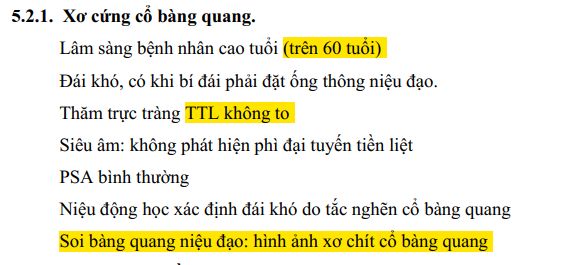 5.2.1. Xơ cứng cổ bàng quang.
Lâm sàng bệnh nhân cao tuổi (trên 60 tuổi)
Đái khó, có khi bí đái phải đặt ống thông niệu đạo.
Thăm trực tràng TTL không to
Siêu âm: không phát hiện phì đại tuyến tiền liệt
PSA bình thường
Niệu động học xác định đái khó do tắc nghẽn cổ bàng quang
Soi bàng quang niệu đạo: hình ảnh xơ chít cổ bàng quang